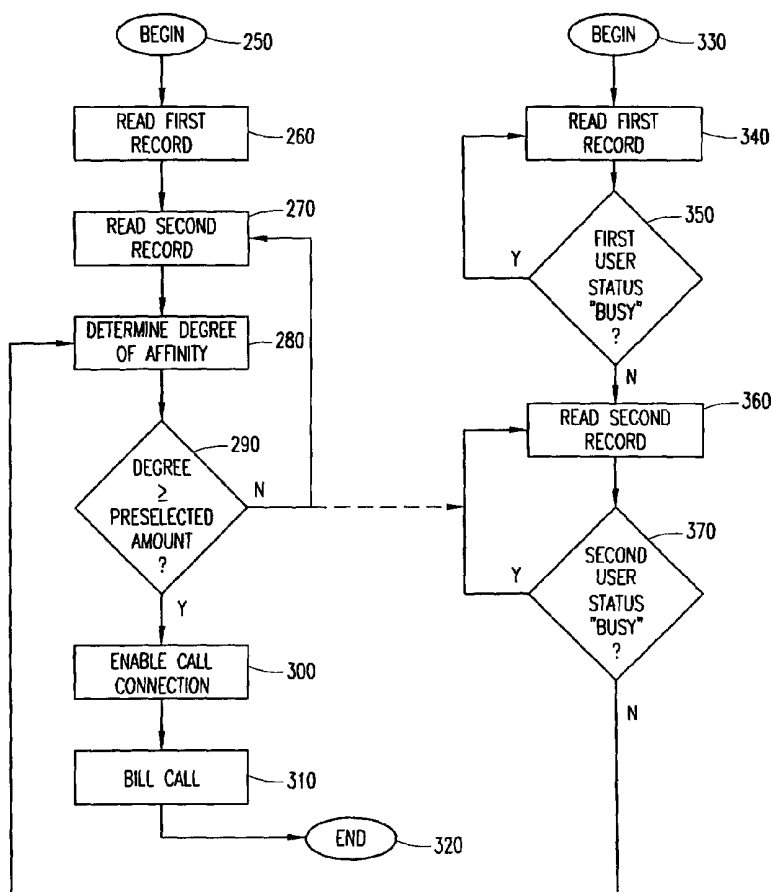 BEGIN
250
READ FIRST
RECORD
260
270
READ SECOND
RECORD
DETERMINE DEGREE
OF AFFINITY
280
290
DEGREE
≥
PRESELECTED
AMOUNT
?
N
Y
ENABLE CALL
CONNECTION
300
BILL CALL
310
END
320
BEGIN
330
READ FIRST
RECORD
340
350
FIRST
USER
STATUS
"BUSY"
?
Y
N
360
READ SECOND
RECORD
370
SECOND
USER
STATUS
"BUSY"
?
Y
N